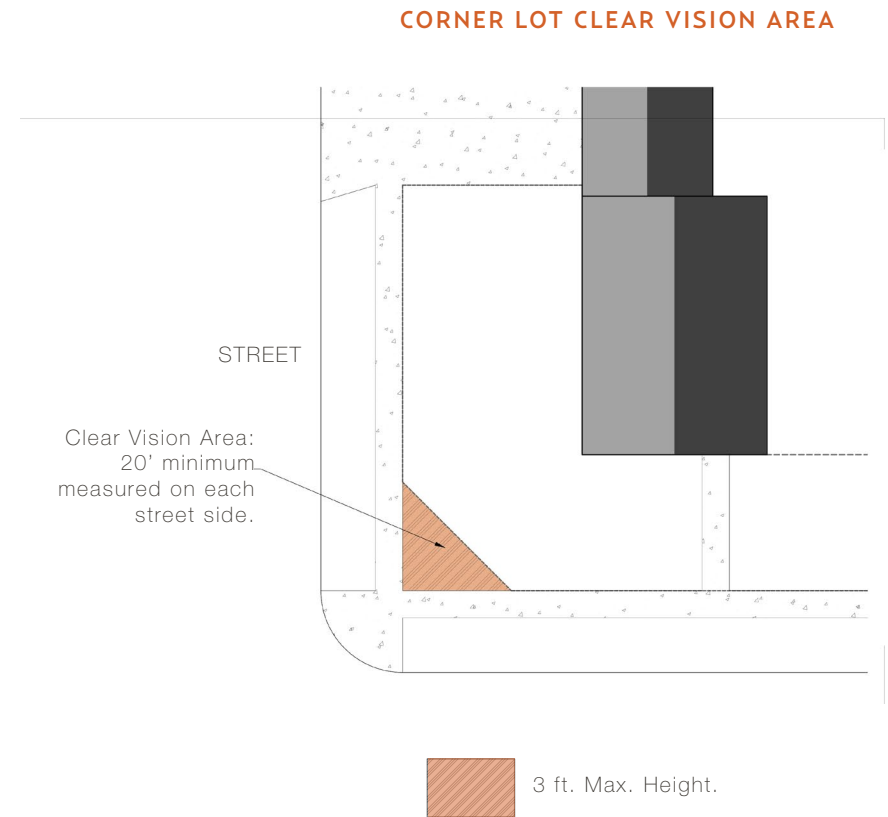 CORNER LOT CLEAR VISION AREA
STREET
Clear Vision Area:
20’ minimum
measured on each
street side.
3 ft. Max. Height.